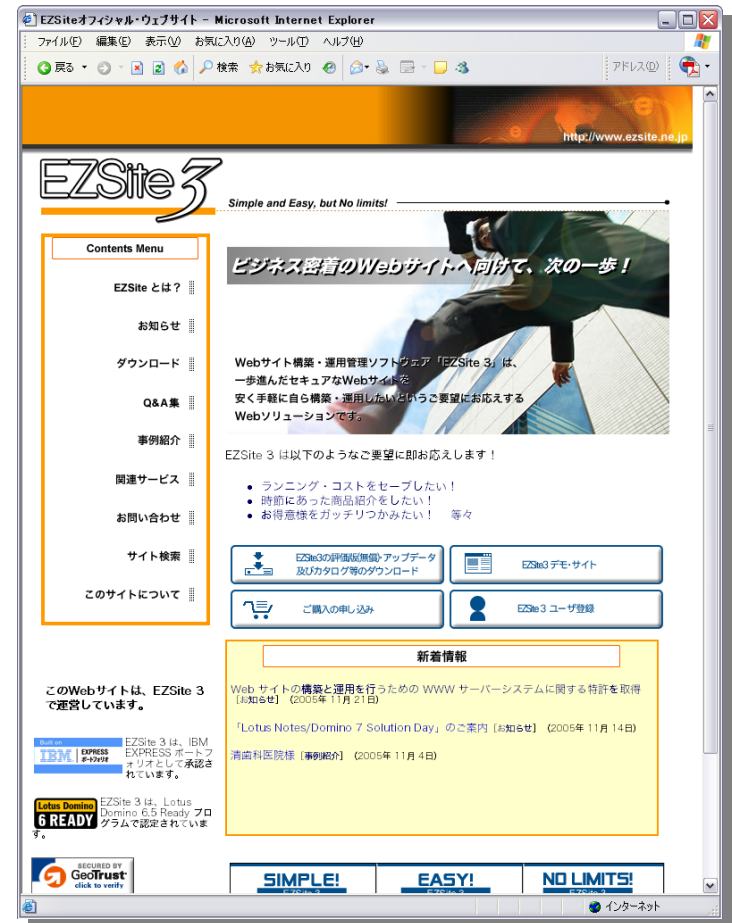 EZSiteオフィシャル・ウェブサイト - Microsoft Internet Explorer
ファイル(F) 編集(E) 表示(V) お気に入り(A) ツール(T) ヘルプ(H)
戻る 検索 お気に入り アドレス(D)
http://www.ezsite.ne.jp
EZSite 3
Simple and Easy, but No limits!
Contents Menu
EZSite とは？
お知らせ
ダウンロード
Q&A集
事例紹介
関連サービス
お問い合わせ
サイト検索
このサイトについて
ビジネス密着のWebサイトへ向けて、次の一歩！
Webサイト構築・運用管理ソフトウェア「EZSite 3」は、
一歩進んだセキュアなWebサイトを
安く手軽に自ら構築・運用したいというご要望にお応えする
Webソリューションです。
EZSite 3 は以下のようなご要望に即お応えします！
ランニング・コストをセーブしたい！
時節にあった商品紹介をしたい！
お得意様をガッチリつかみたい！ 等々
EZSite3の評価版(無償)・アップデータ
及びカタログ等のダウンロード
EZSite3 デモ・サイト
ご購入の申し込み
EZSite 3 ユーザ登録
新着情報
Web サイトの構築と運用を行うための WWW サーバーシステムに関する特許を取得
［お知らせ］ （2005年 11月 21日）
「Lotus Notes/Domino 7 Solution Day」のご案内［お知らせ］ （2005年 11月 14日）
清歯科医院様［事例紹介］ （2005年 11月 4日）
このWebサイトは、EZSite 3
で運営しています。
Built on
IBM EXPRESS
ポートフォリオ
EZSite 3 は、IBM
EXPRESS ポートフ
ォリオとして承認さ
れています。
Lotus Domino
6 READY
EZSite 3 は、Lotus
Domino 6.5 Ready プロ
グラムで認定されていま
す。
SECURED BY
GeoTrust
click to verify
SIMPLE!
EZSite 3
EASY!
EZSite 3
NO LIMITS!
EZSite 3
インターネット